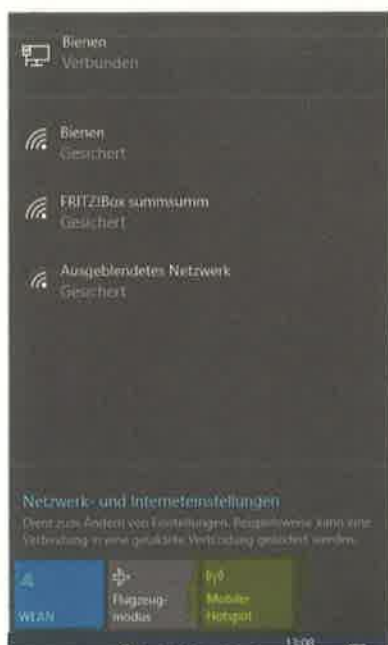 Bienen
Verbunden
Bienen
Gesichert
FRITZ!Box summsumm
Gesichert
Ausgeblendetes Netzwerk
Gesichert
Netzwerk- und Interneteinstellungen
Dient zum Ändern von Einstellungen. Beispielsweise kann eine
Verbindung in eine getaktete Verbindung geändert werden.
WLAN
Flugzeug-
modus
Mobiler
Hotspot
13:08